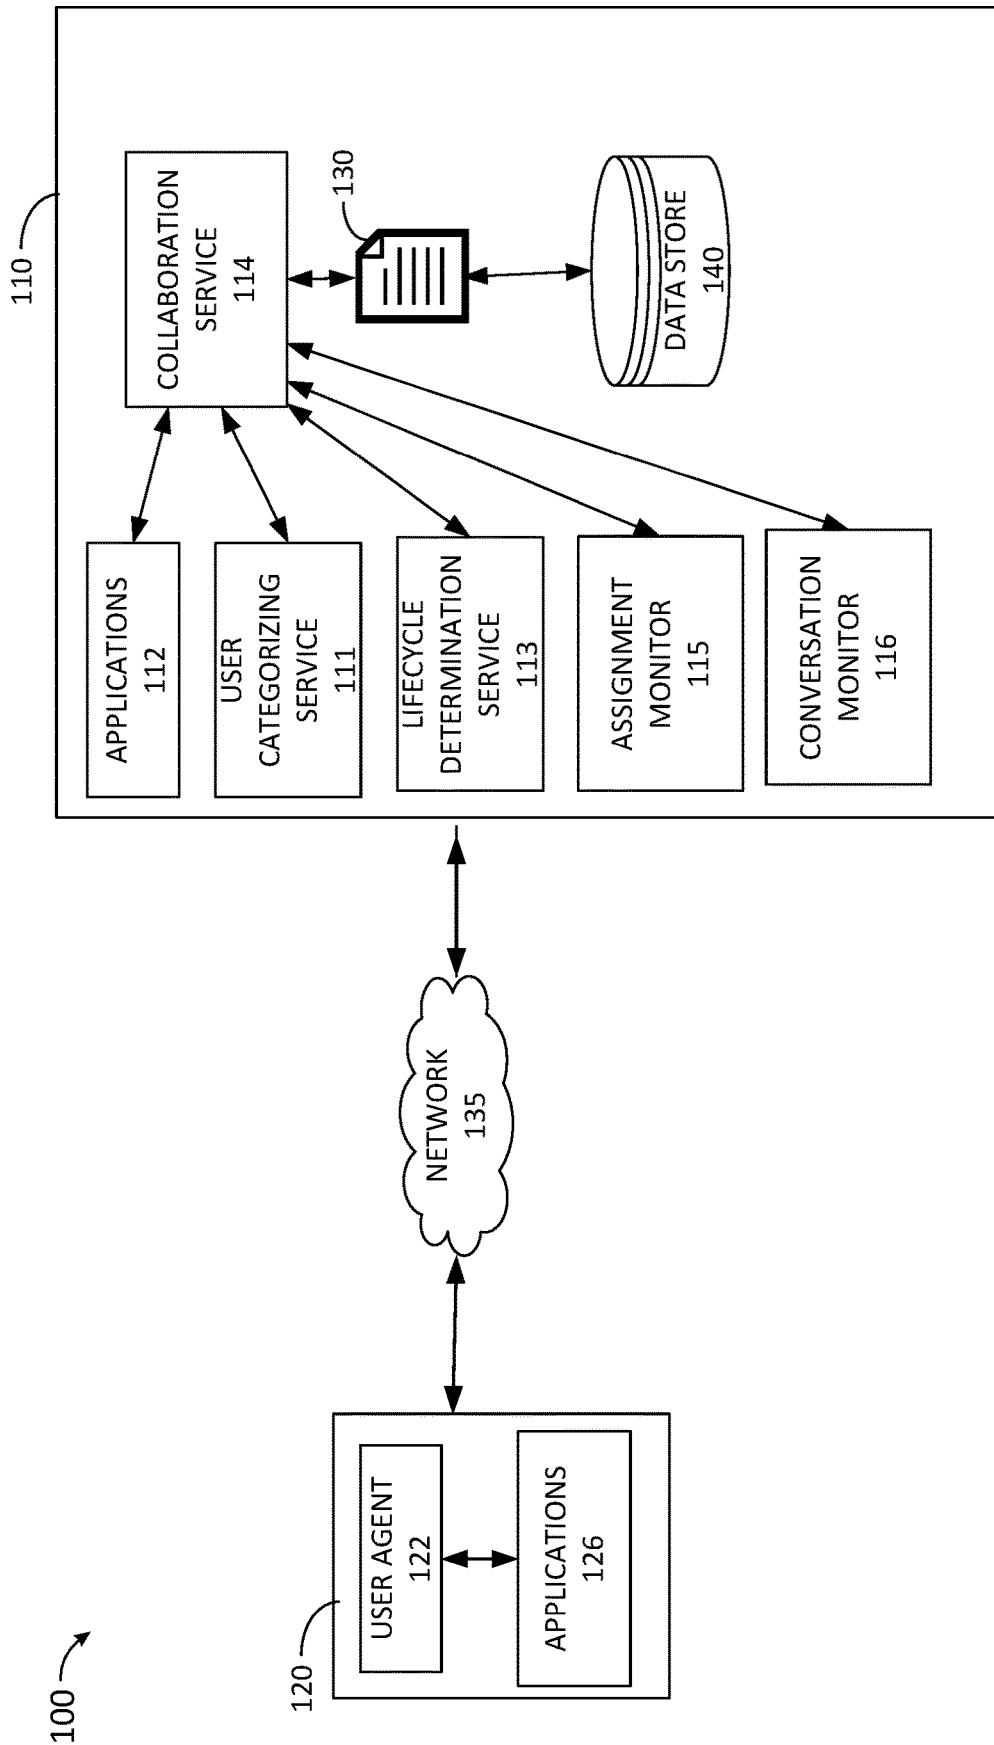 100
120
USER AGENT
122
APPLICATIONS
126
NETWORK
135
110
APPLICATIONS
112
USER
CATEGORIZING
SERVICE
111
LIFECYCLE
DETERMINATION
SERVICE
113
ASSIGNMENT
MONITOR
115
CONVERSATION
MONITOR
116
COLLABORATION
SERVICE
114
130
DATA STORE
140